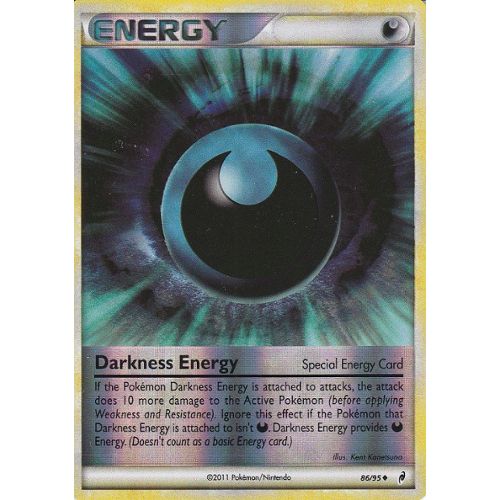 ENERGY
Darkness Energy Special Energy Card
If the Pokémon Darkness Energy is attached to attacks, the attack
does 10 more damage to the Active Pokémon (before applying
Weakness and Resistance). Ignore this effect if the Pokémon that
Darkness Energy is attached to isn't . Darkness Energy provides
Energy. (Doesn't count as a basic Energy card.)
Illus. Kent Kanetsuna
©2011 Pokémon/Nintendo 86/95